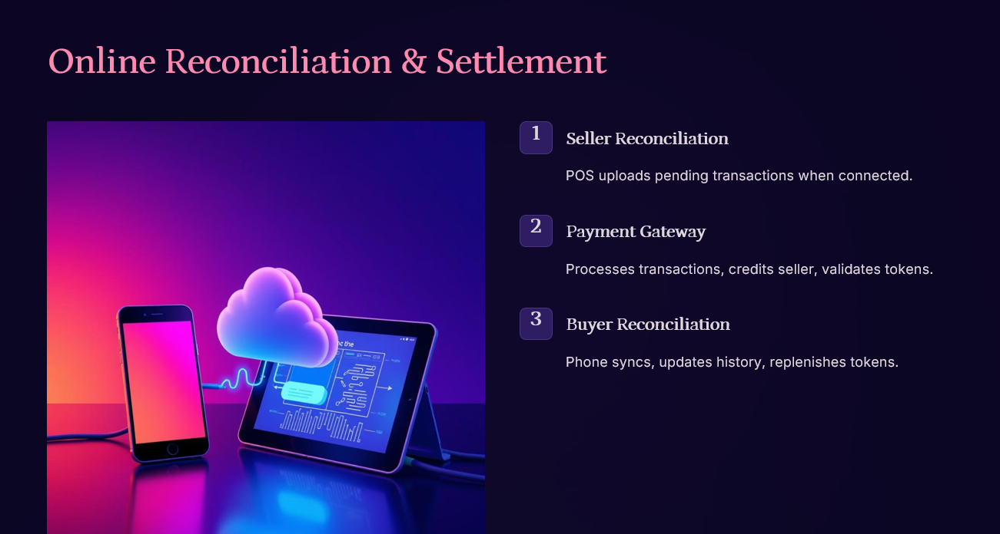 Online Reconciliation & Settlement
1
Seller Reconciliation
POS uploads pending transactions when connected.
2
Payment Gateway
Processes transactions, credits seller, validates tokens.
3
Buyer Reconciliation
Phone syncs, updates history, replenishes tokens.
the